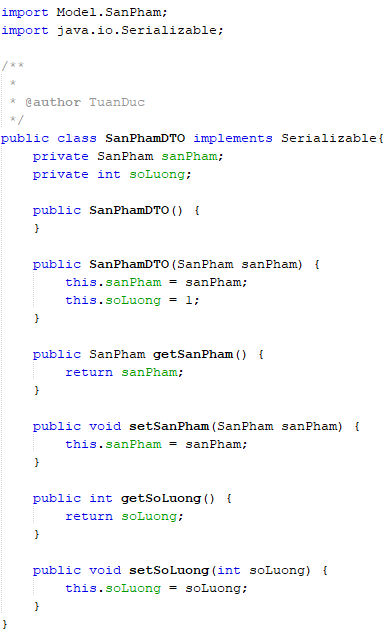 import Model.SanPham;
import java.io.Serializable;
/**
 *
 * @author TuanDuc
 */
public class SanPhamDTO implements Serializable{
    private SanPham sanPham;
    private int soLuong;
    public SanPhamDTO() {
    }
    public SanPhamDTO(SanPham sanPham) {
        this.sanPham = sanPham;
        this.soLuong = 1;
    }
    public SanPham getSanPham() {
        return sanPham;
    }
    public void setSanPham(SanPham sanPham) {
        this.sanPham = sanPham;
    }
    public int getSoLuong() {
        return soLuong;
    }
    public void setSoLuong(int soLuong) {
        this.soLuong = soLuong;
    }
}